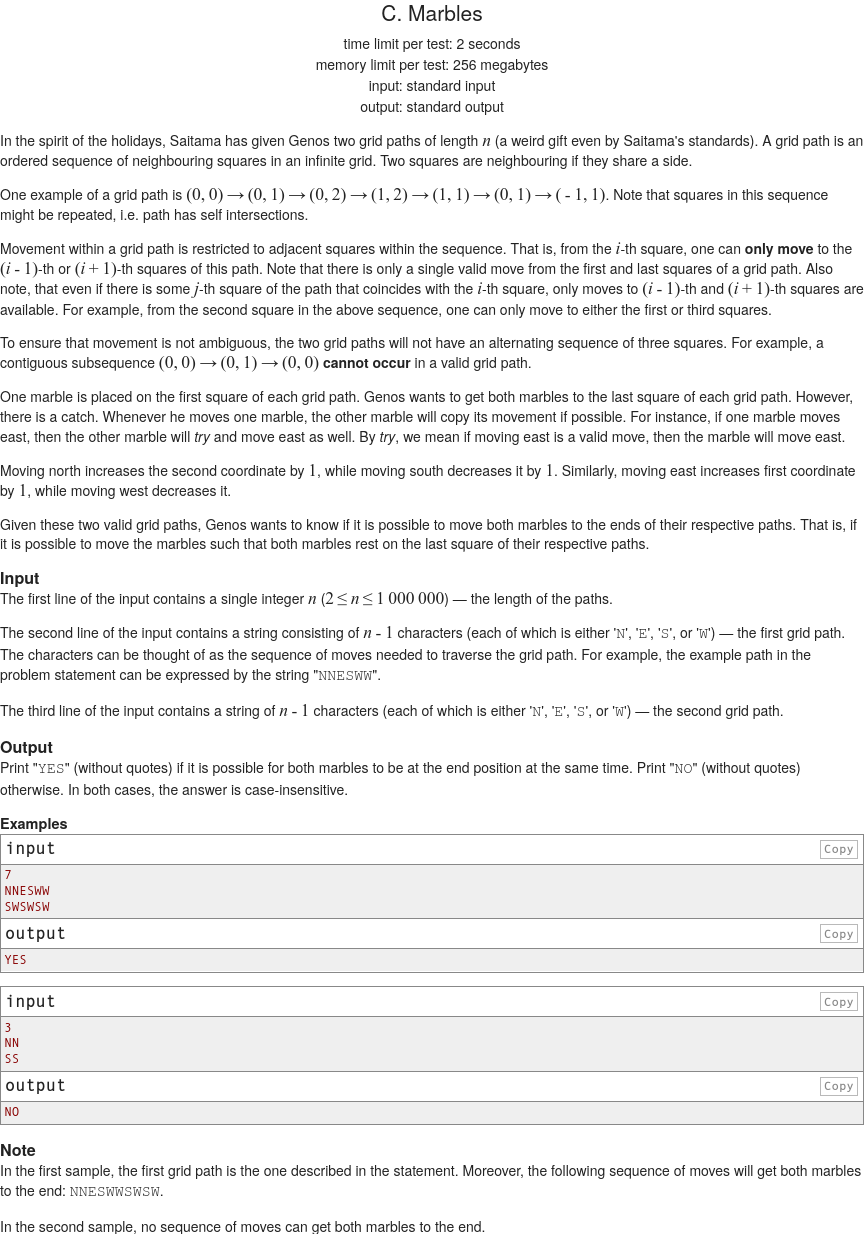 C. Marbles
time limit per test: 2 seconds
memory limit per test: 256 megabytes
input: standard input
output: standard output
In the spirit of the holidays, Saitama has given Genos two grid paths of length n (a weird gift even by Saitama's standards). A grid path is an
ordered sequence of neighbouring squares in an infinite grid. Two squares are neighbouring if they share a side.
One example of a grid path is (0, 0) → (0, 1) → (0, 2) → (1, 2) → (1, 1) → (0, 1) → ( - 1, 1). Note that squares in this sequence
might be repeated, i.e. path has self intersections.
Movement within a grid path is restricted to adjacent squares within the sequence. That is, from the i-th square, one can only move to the
(i - 1)-th or (i + 1)-th squares of this path. Note that there is only a single valid move from the first and last squares of a grid path. Also
note, that even if there is some j-th square of the path that coincides with the i-th square, only moves to (i - 1)-th and (i + 1)-th squares are
available. For example, from the second square in the above sequence, one can only move to either the first or third squares.
To ensure that movement is not ambiguous, the two grid paths will not have an alternating sequence of three squares. For example, a
contiguous subsequence (0, 0) → (0, 1) → (0, 0) cannot occur in a valid grid path.
One marble is placed on the first square of each grid path. Genos wants to get both marbles to the last square of each grid path. However,
there is a catch. Whenever he moves one marble, the other marble will copy its movement if possible. For instance, if one marble moves
east, then the other marble will try and move east as well. By try, we mean if moving east is a valid move, then the marble will move east.
Moving north increases the second coordinate by 1, while moving south decreases it by 1. Similarly, moving east increases first coordinate
by 1, while moving west decreases it.
Given these two valid grid paths, Genos wants to know if it is possible to move both marbles to the ends of their respective paths. That is, if
it is possible to move the marbles such that both marbles rest on the last square of their respective paths.
Input
The first line of the input contains a single integer n (2 ≤ n ≤ 1 000 000) — the length of the paths.
The second line of the input contains a string consisting of n - 1 characters (each of which is either 'N', 'E', 'S', or 'W') — the first grid path.
The characters can be thought of as the sequence of moves needed to traverse the grid path. For example, the example path in the
problem statement can be expressed by the string "NNESWW".
The third line of the input contains a string of n - 1 characters (each of which is either 'N', 'E', 'S', or 'W') — the second grid path.
Output
Print "YES" (without quotes) if it is possible for both marbles to be at the end position at the same time. Print "NO" (without quotes)
otherwise. In both cases, the answer is case-insensitive.
Examples
input Copy
7
NNESWW
SWSWSW
output Copy
YES
input Copy
3
NN
SS
output Copy
NO
Note
In the first sample, the first grid path is the one described in the statement. Moreover, the following sequence of moves will get both marbles
to the end: NNESWWSWSW.
In the second sample, no sequence of moves can get both marbles to the end.